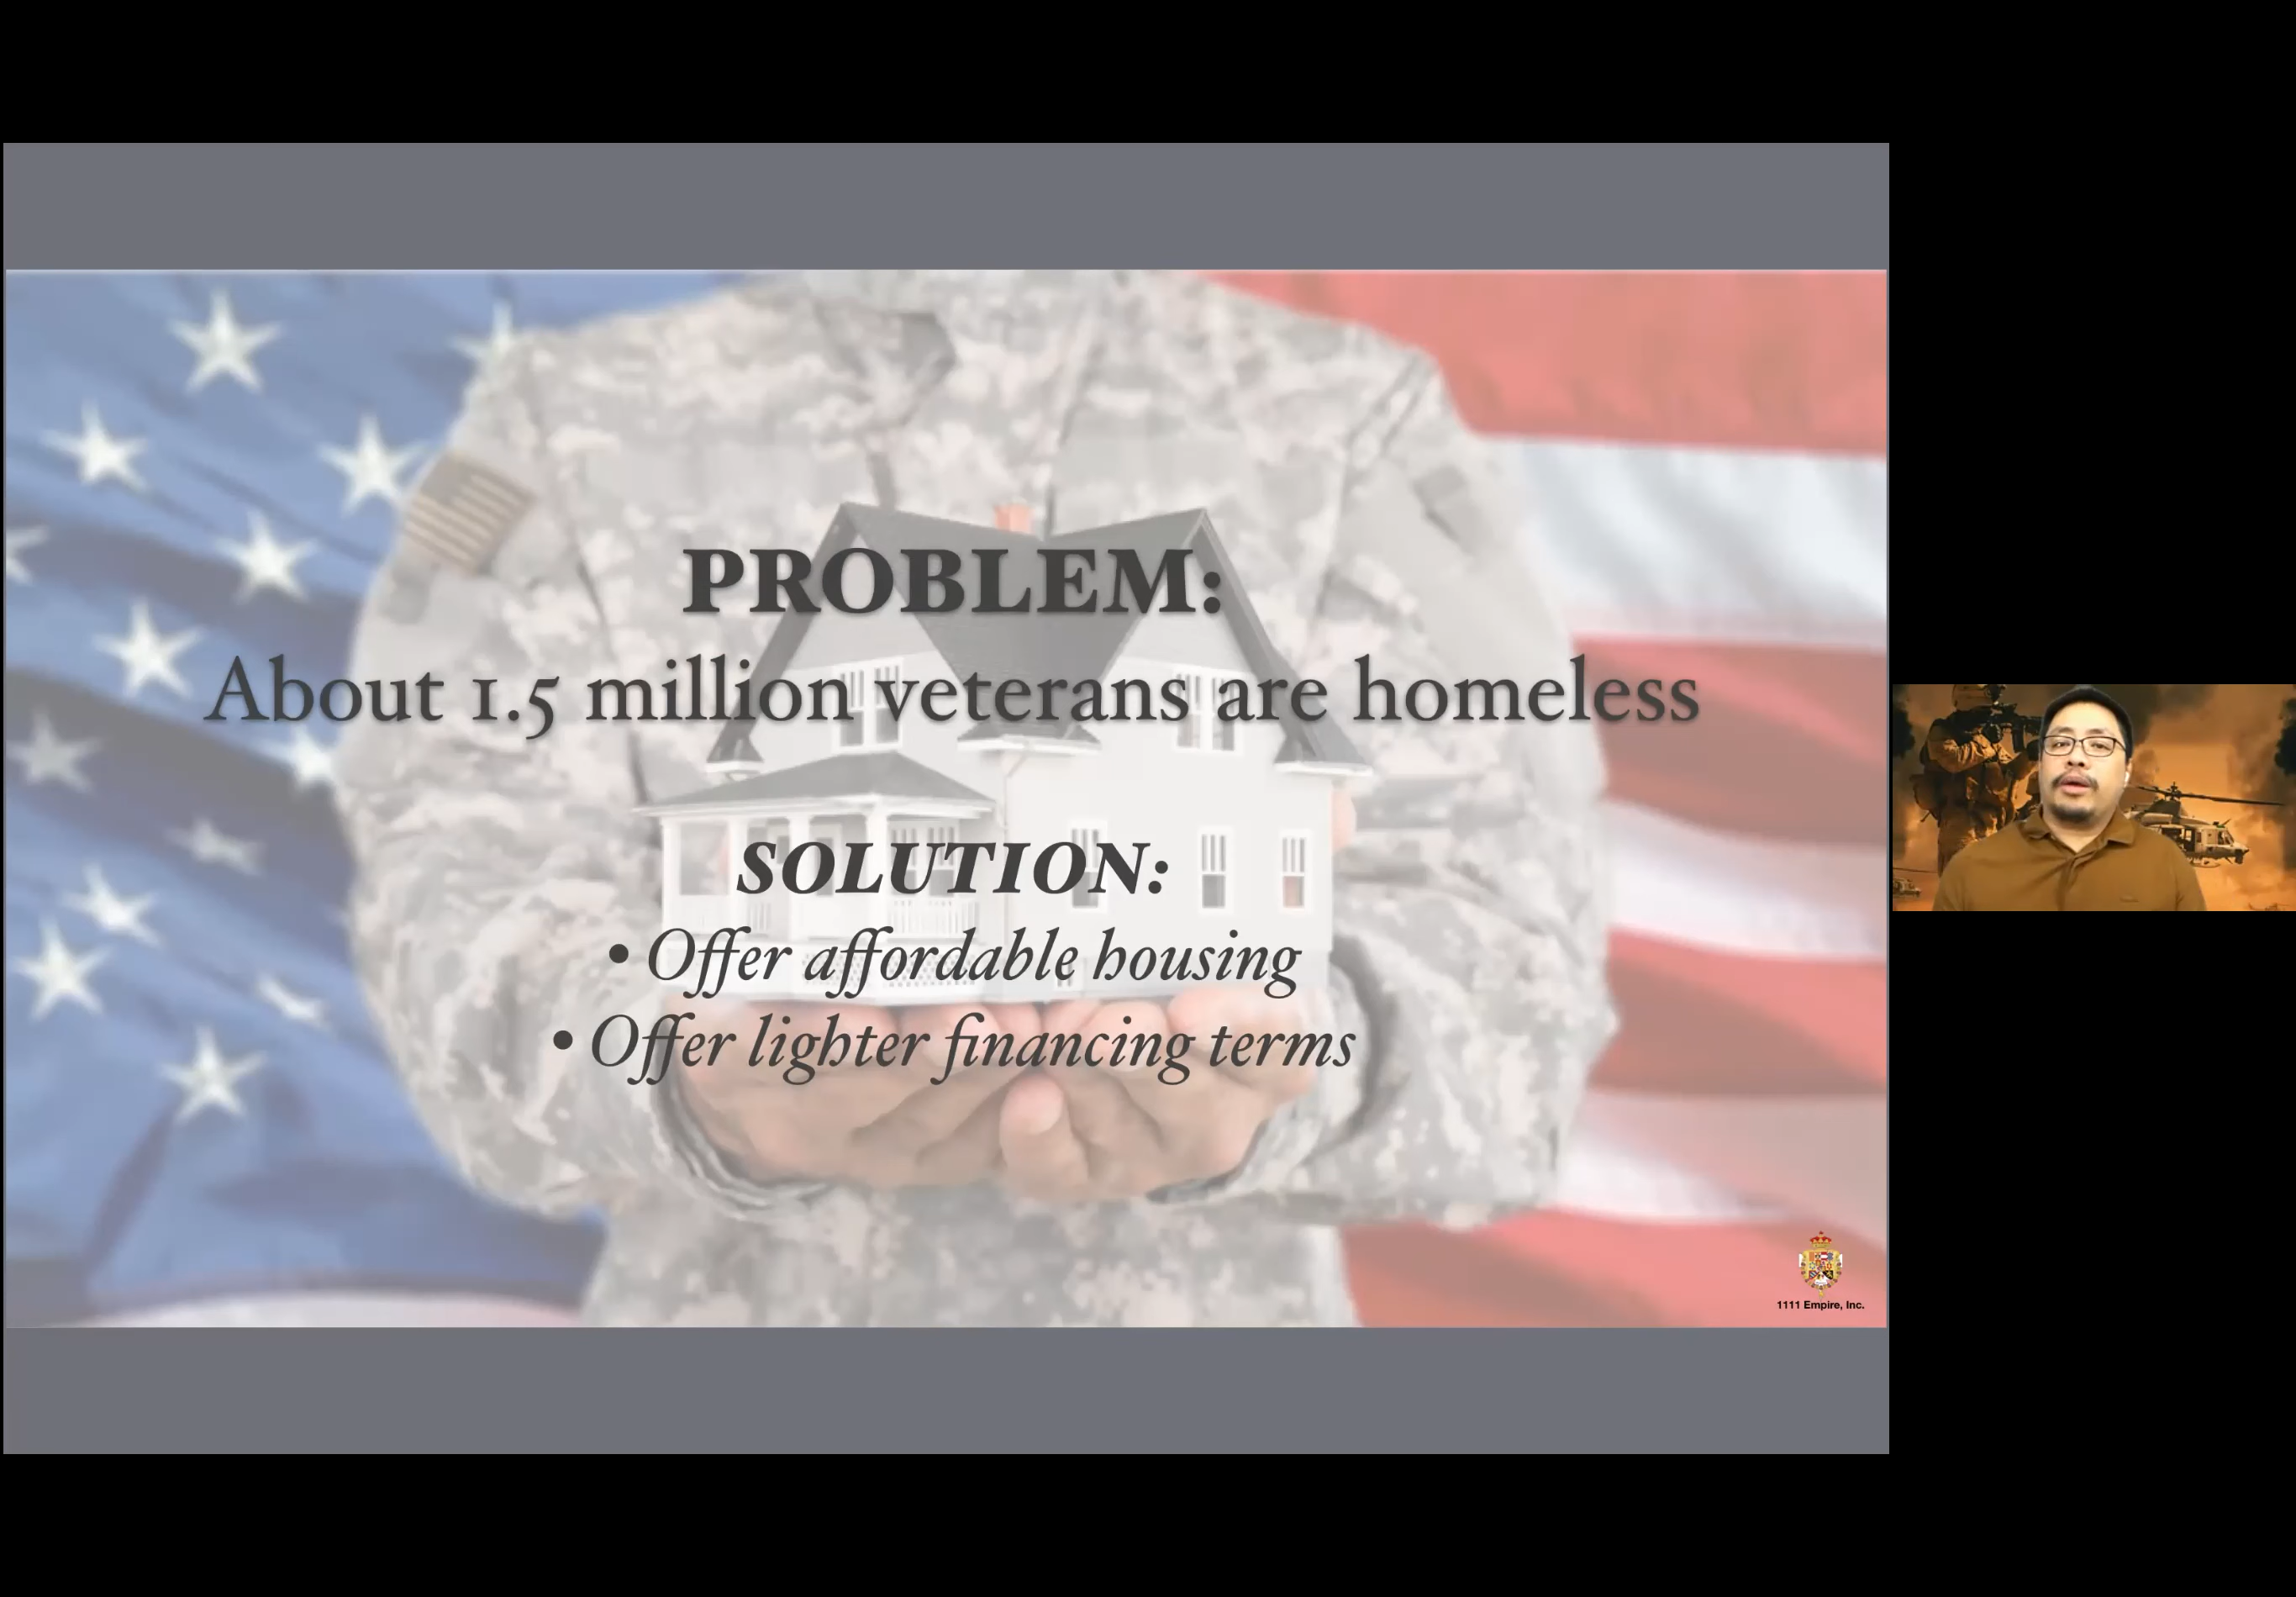 PROBLEM:
About 1.5 million veterans are homeless
SOLUTION:
• Offer affordable housing
• Offer lighter financing terms
1111 Empire, Inc.